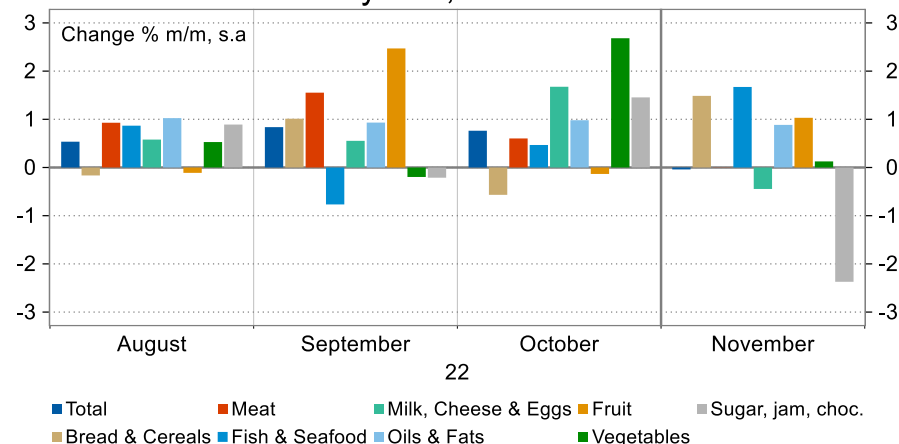 Change % m/m, s.a
3 3
2 2
1 1
0 0
-1 -1
-2 -2
-3 -3
August September October November
22
Total Meat Milk, Cheese & Eggs Fruit Sugar, jam, choc.
Bread & Cereals Fish & Seafood Oils & Fats Vegetables